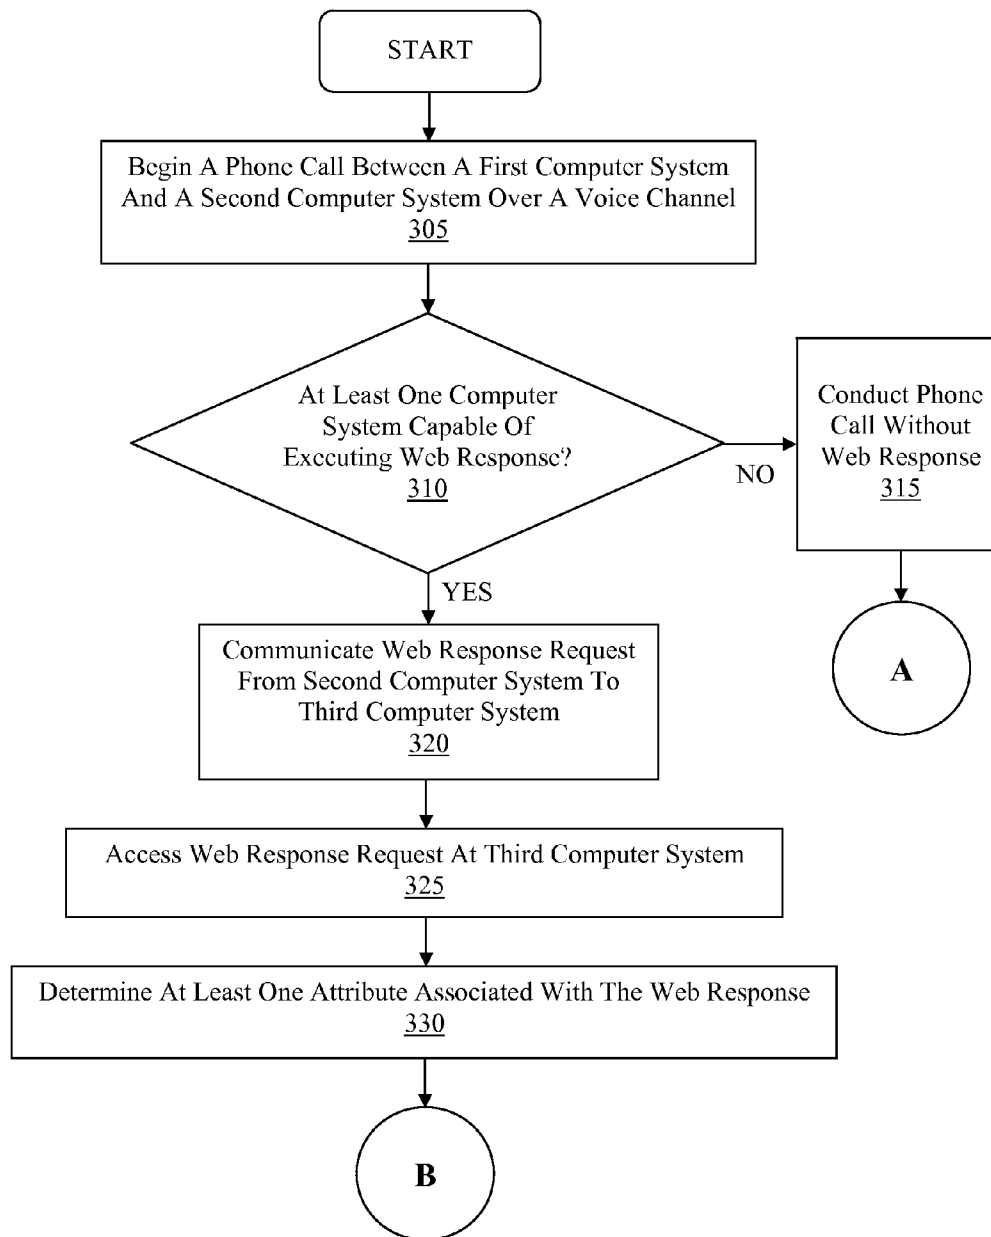 START
Begin A Phone Call Between A First Computer System
And A Second Computer System Over A Voice Channel
305
At Least One Computer
System Capable Of
Executing Web Response?
310
NO
Conduct Phone
Call Without
Web Response
315
A
YES
Communicate Web Response Request
From Second Computer System To
Third Computer System
320
Access Web Response Request At Third Computer System
325
Determine At Least One Attribute Associated With The Web Response
330
B